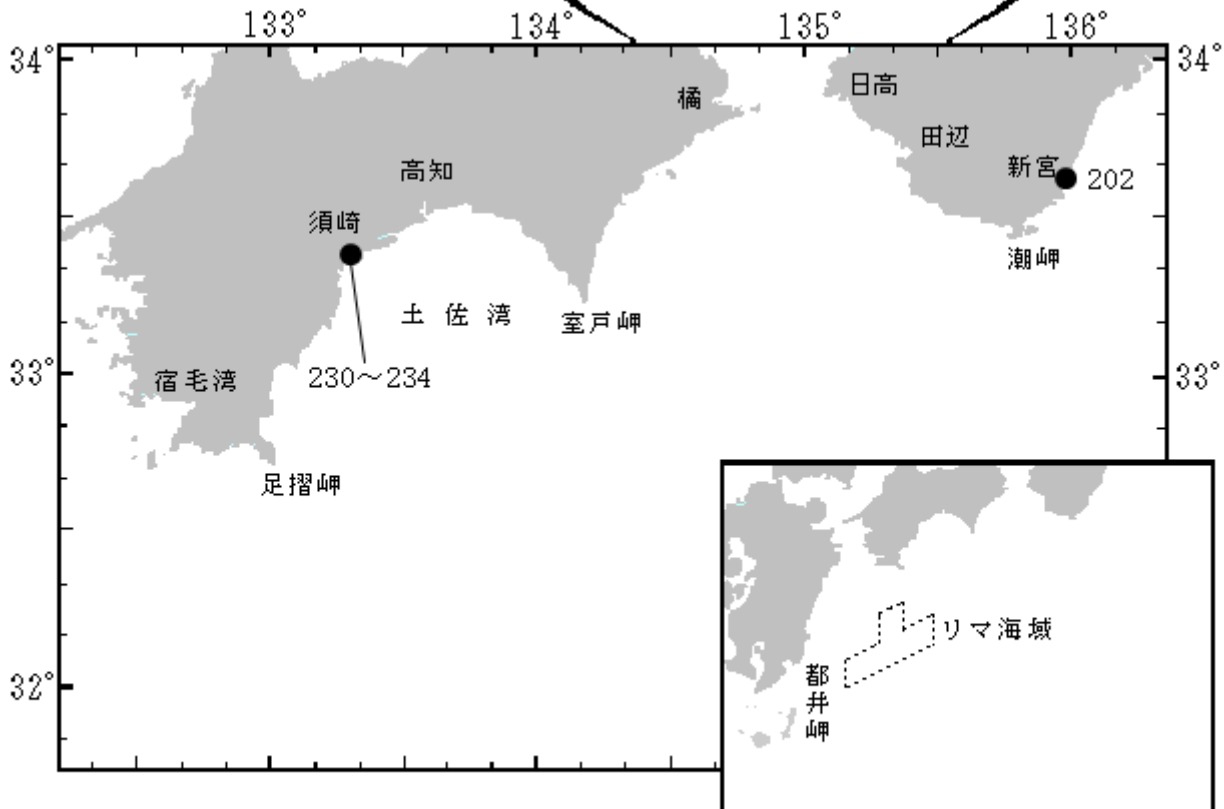 133° 134° 135° 136°
34° 34°
日高
橘
田辺
高知
新宮 202
須崎
潮岬
土佐湾
室戸岬
33° 33°
宿毛湾 230～234
足摺岬
リマ海域
都井岬
32°